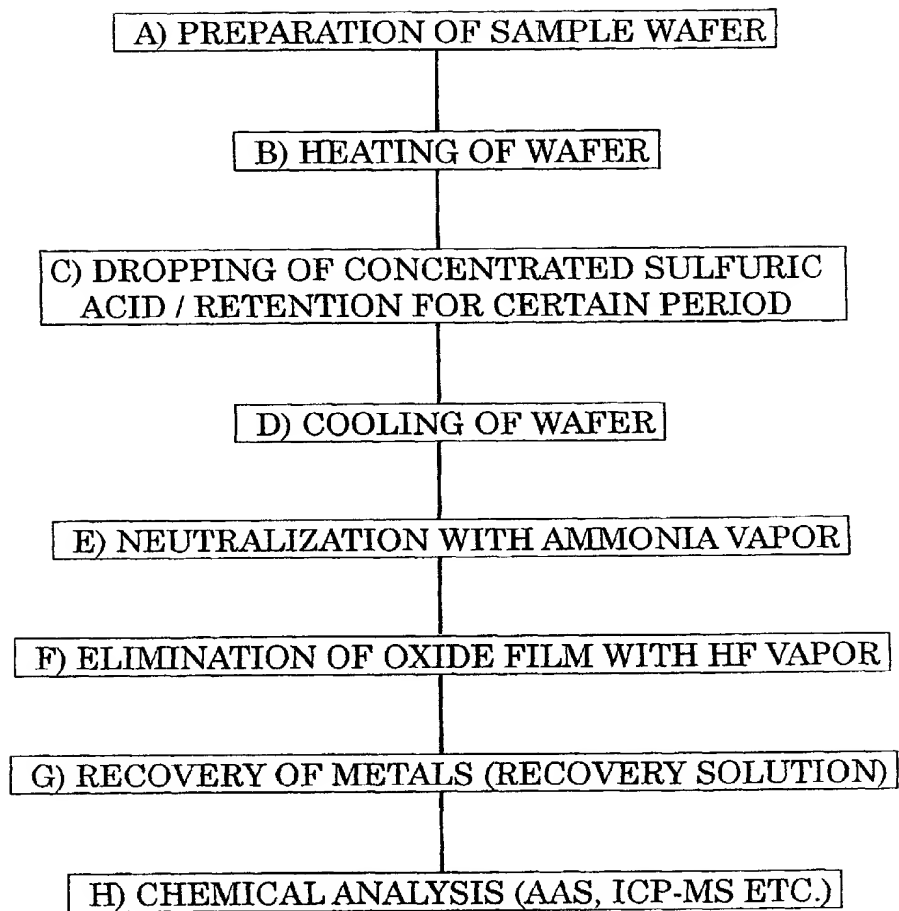 A) PREPARATION OF SAMPLE WAFER
B) HEATING OF WAFER
C) DROPPING OF CONCENTRATED SULFURIC
ACID / RETENTION FOR CERTAIN PERIOD
D) COOLING OF WAFER
E) NEUTRALIZATION WITH AMMONIA VAPOR
F) ELIMINATION OF OXIDE FILM WITH HF VAPOR
G) RECOVERY OF METALS (RECOVERY SOLUTION)
H) CHEMICAL ANALYSIS (AAS, ICP-MS ETC.)